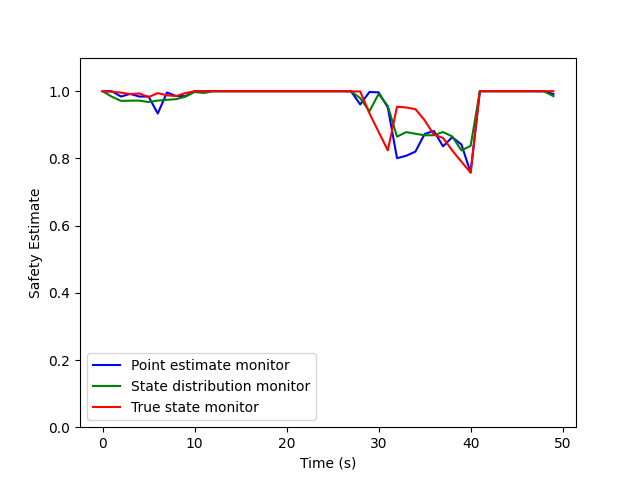 1.0
0.8
0.6
0.4
0.2
0.0
Safety Estimate
Point estimate monitor
State distribution monitor
True state monitor
0 10 20 30 40 50
Time (s)